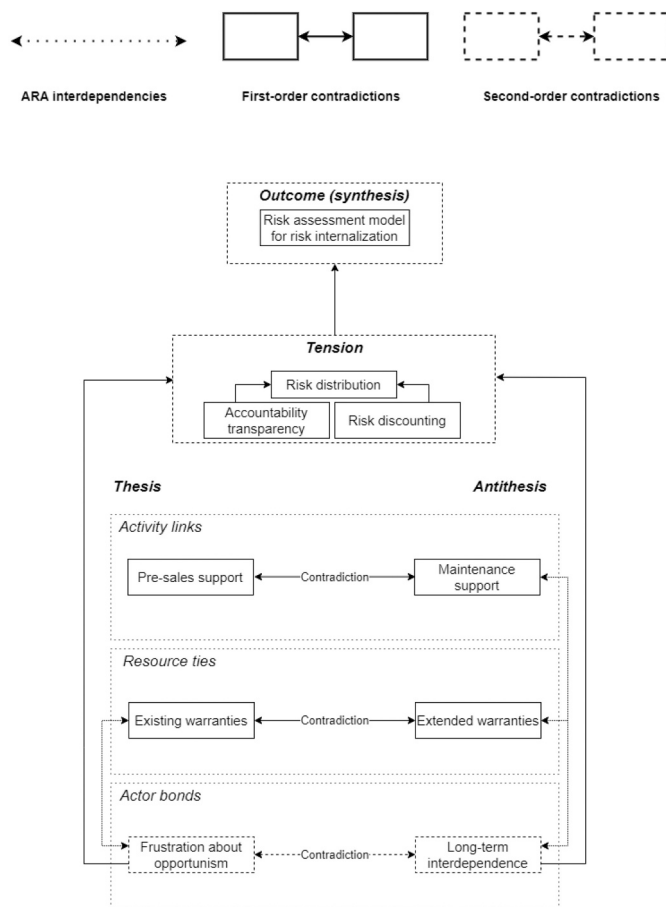 ARA interdependencies
First-order contradictions
Second-order contradictions
Outcome (synthesis)
Risk assessment model
for risk internalization
Tension
Risk distribution
Accountability
transparency
Risk discounting
Thesis
Antithesis
Activity links
Pre-sales support
Contradiction
Maintenance
support
Resource ties
Existing warranties
Contradiction
Extended warranties
Actor bonds
Frustration about
opportunism
Contradiction
Long-term
interdependence